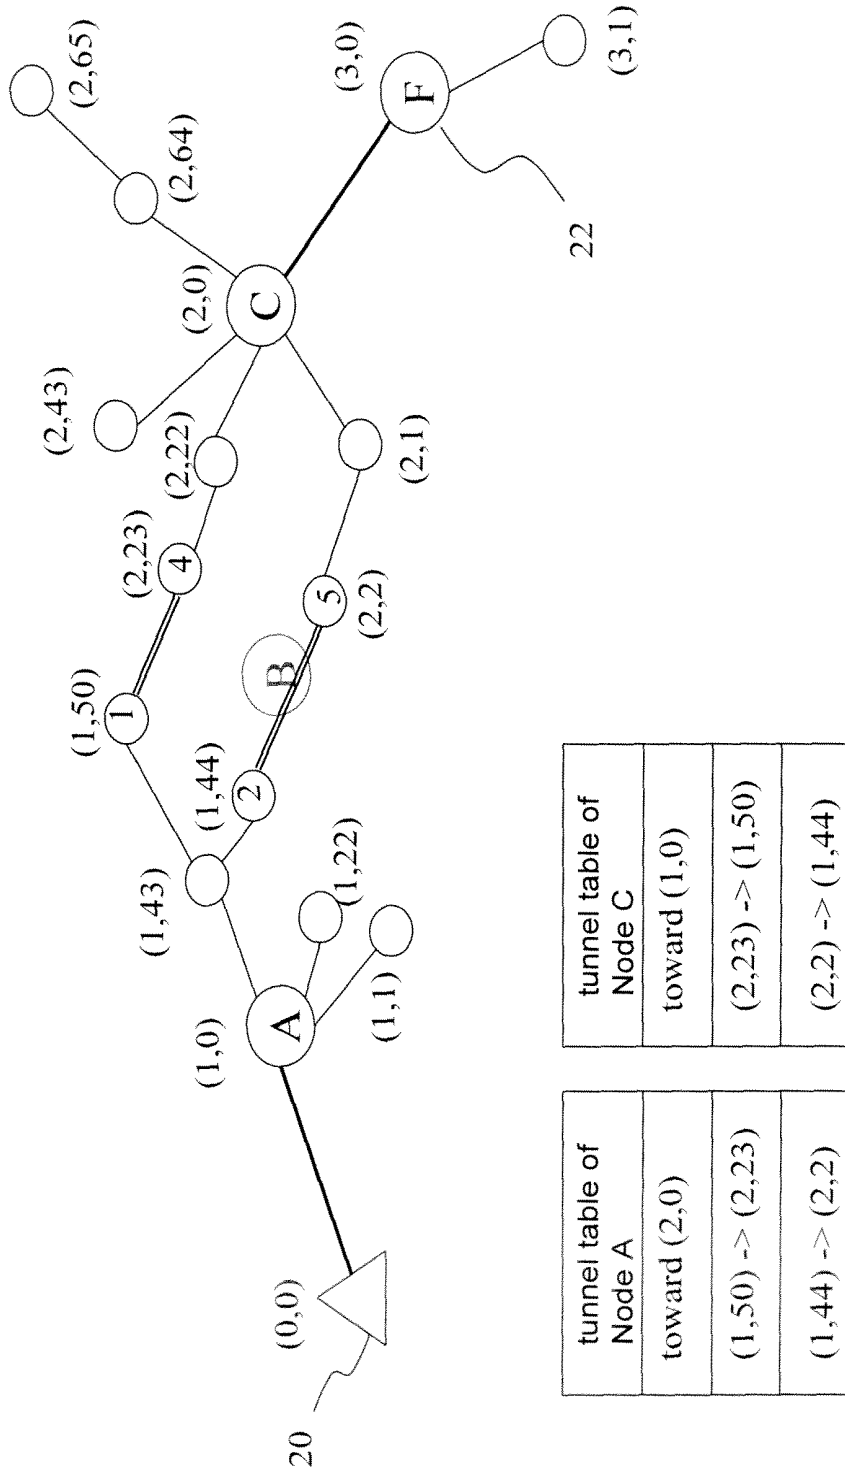 20
(0,0)
(1,0)
A
(1,1)
(1,22)
(1,43)
(1,44)
2
(1,50)
1
B
(2,23)
4
5
(2,2)
(2,22)
(2,43)
(2,1)
(2,0)
C
(2,64)
(2,65)
(3,0)
F
22
(3,1)
tunnel table of
Node A
toward (2,0)
(1,50) -> (2,23)
(1,44) -> (2,2)
tunnel table of
Node C
toward (1,0)
(2,23) -> (1,50)
(2,2) -> (1,44)